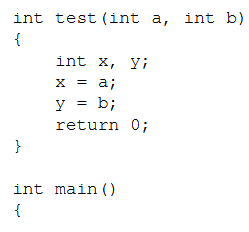 int test(int a, int b)
{
    int x, y;
    x = a;
    y = b;
    return 0;
}

int main()
{